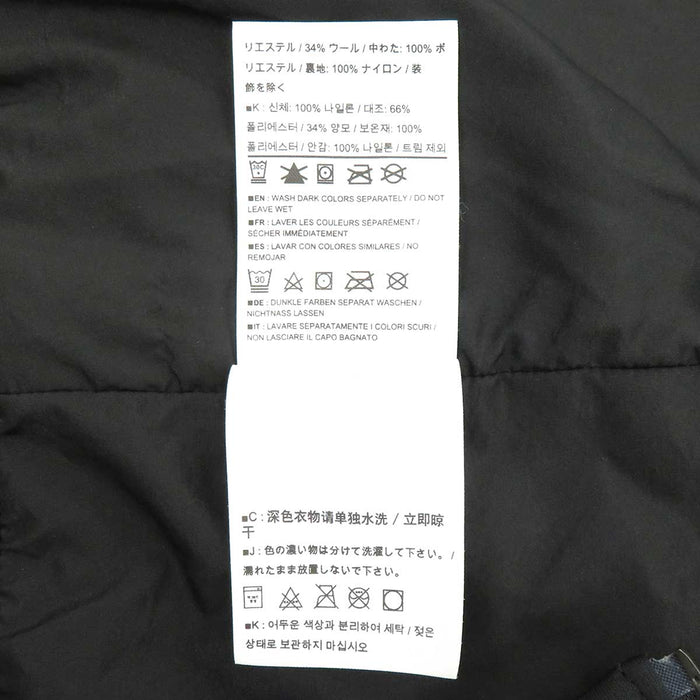 リエステル / 34% ウール / 中わた: 100% ポ
リエステル / 裏地: 100% ナイロン / 装
飾を除く
■K : 신체: 100% 나일론 / 대조: 66%
폴리에스터 / 34% 양모 / 보온재: 100%
폴리에스터 / 안감: 100% 나일론 / 트림 제외
30C
■EN : WASH DARK COLORS SEPARATELY / DO NOT
LEAVE WET
■FR : LAVER LES COULEURS SÉPARÉMENT /
SÉCHER IMMÉDIATEMENT
■ES : LAVAR CON COLORES SIMILARES / NO
REMOJAR
30
■DE : DUNKLE FARBEN SEPARAT WASCHEN /
NICHTNASS LASSEN
■IT : LAVARE SEPARATAMENTE I COLORI SCURI /
NON LASCIARE IL CAPO BAGNATO
■C : 深色衣物请单独水洗 / 立即晾
干
■J : 色の濃い物は分けて洗濯して下さい。/
濡れたまま放置しないで下さい。
■K : 어두운 색상과 분리하여 세탁 / 젖은
상태로 보관하지 마십시오